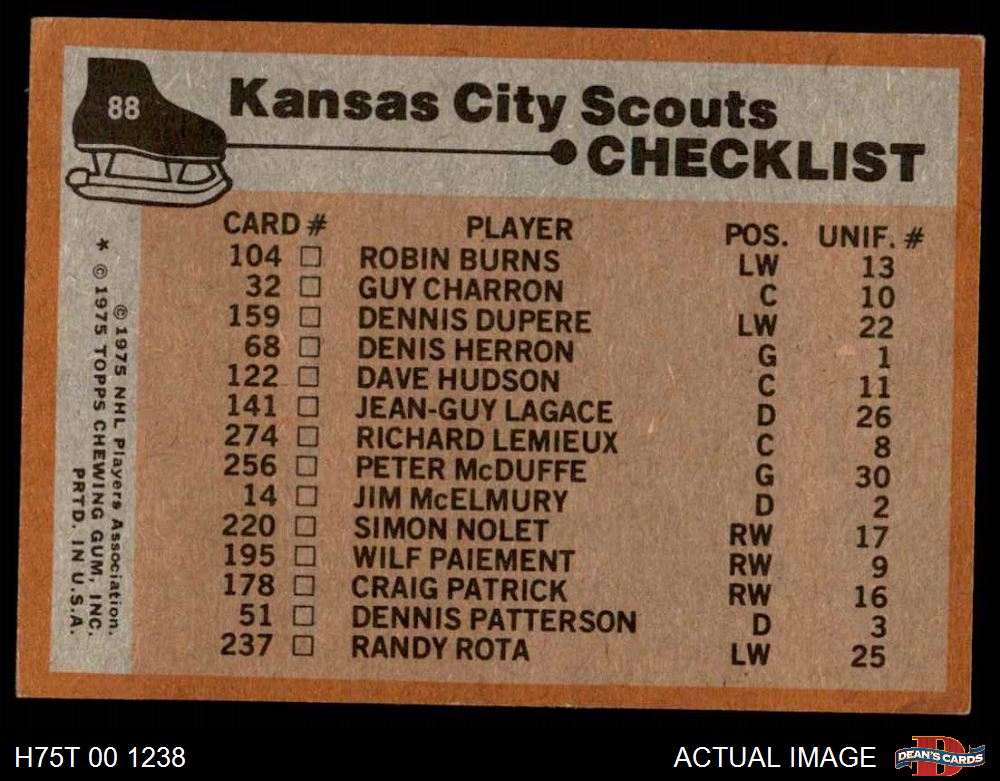 88
Kansas City Scouts
CHECKLIST
CARD # PLAYER POS. UNIF. #
104 ROBIN BURNS LW 13
32 GUY CHARRON C 10
159 DENNIS DUPERE LW 22
68 DENIS HERRON G 1
122 DAVE HUDSON C 11
141 JEAN-GUY LAGACE D 26
274 RICHARD LEMIEUX C 8
256 PETER McDUFFE G 30
14 JIM McELMURY D 2
220 SIMON NOLET RW 17
195 WILF PAIEMENT RW 9
178 CRAIG PATRICK RW 16
51 DENNIS PATTERSON D 3
237 RANDY ROTA LW 25
© 1975 NHL Players Association.
* © 1975 TOPPS CHEWING GUM, INC.
PRTD. IN U.S.A.
H75T 00 1238
ACTUAL IMAGE
D
DEAN'S CARDS